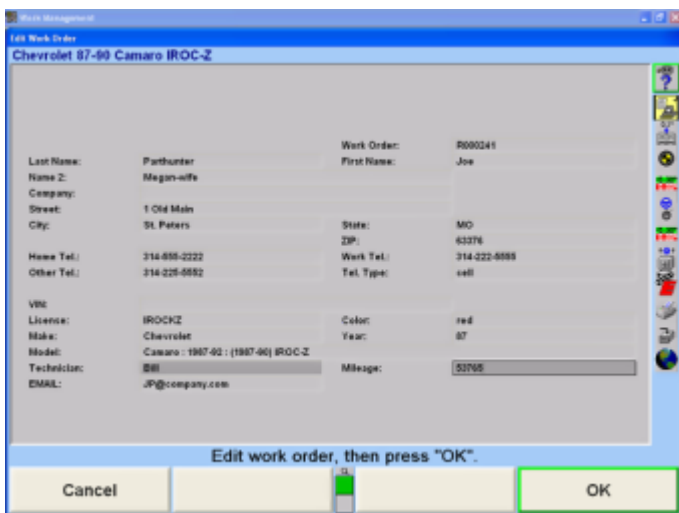 Work Management
Edit Work Order
Chevrolet 87-90 Camaro IROC-Z
Work Order: R000241
Last Name: Parthunter First Name: Joe
Name 2: Megan-wife
Company:
Street: 1 Old Main
City: St. Peters State: MO
ZIP: 63376
Home Tel.: 314-555-2222 Work Tel.: 314-222-5555
Other Tel.: 314-225-5552 Tel. Type: cell
VIN:
License: IROCKZ Color: red
Make: Chevrolet Year: 87
Model: Camaro : 1987-92 : (1987-90) IROC-Z
Technician: Bill Mileage: 53765
EMAIL: JP@company.com
Edit work order, then press "OK".
Cancel OK